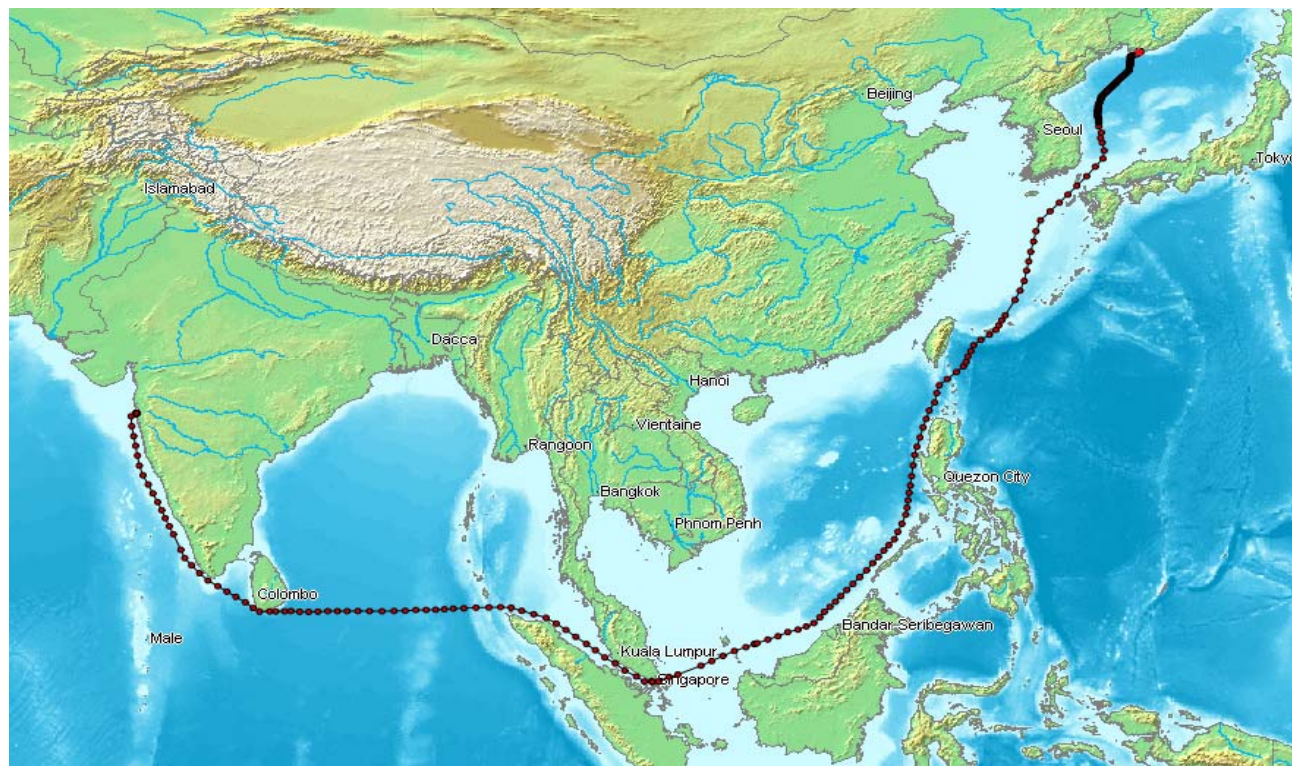 Beijing
Seoul
Tokyo
Islamabad
Dacca
Hanoi
Vientaine
Rangoon
Quezon City
Bangkok
Phnom Penh
Colombo
Bandar Seribegawan
Male
Kuala Lumpur
Singapore